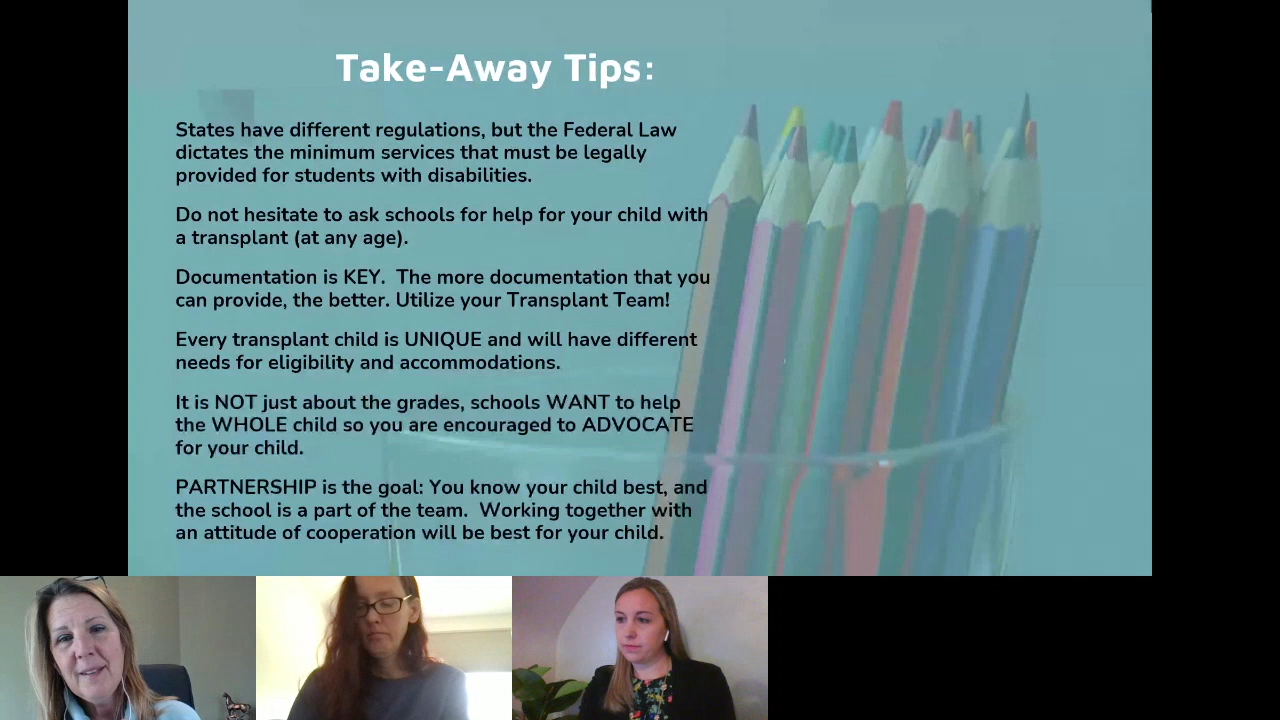 Take-Away Tips:
States have different regulations, but the Federal Law
dictates the minimum services that must be legally
provided for students with disabilities.
Do not hesitate to ask schools for help for your child with
a transplant (at any age).
Documentation is KEY.  The more documentation that you
can provide, the better. Utilize your Transplant Team!
Every transplant child is UNIQUE and will have different
needs for eligibility and accommodations.
It is NOT just about the grades, schools WANT to help
the WHOLE child so you are encouraged to ADVOCATE
for your child.
PARTNERSHIP is the goal: You know your child best, and
the school is a part of the team.  Working together with
an attitude of cooperation will be best for your child.